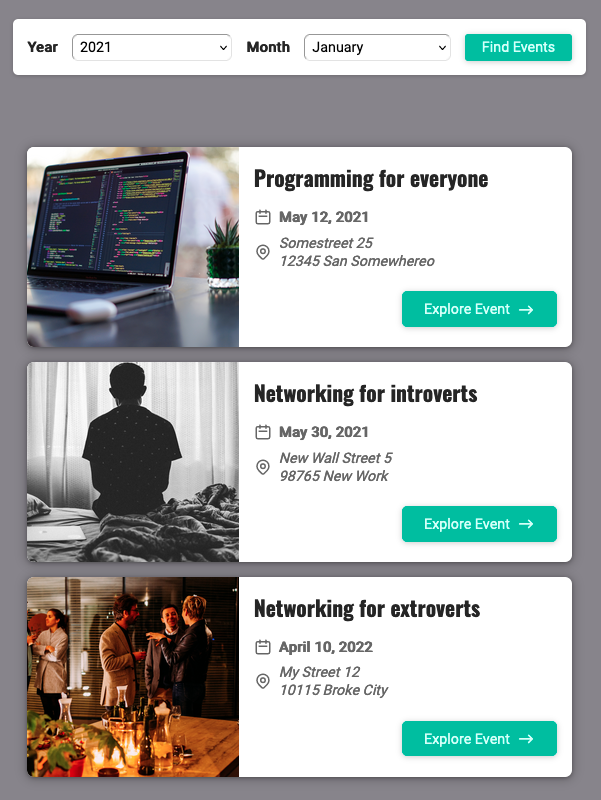 Year 2021 Month January Find Events
Programming for everyone
May 12, 2021
Somestreet 25
12345 San Somewhereo
Explore Event
Networking for introverts
May 30, 2021
New Wall Street 5
98765 New Work
Explore Event
Networking for extroverts
April 10, 2022
My Street 12
10115 Broke City
Explore Event